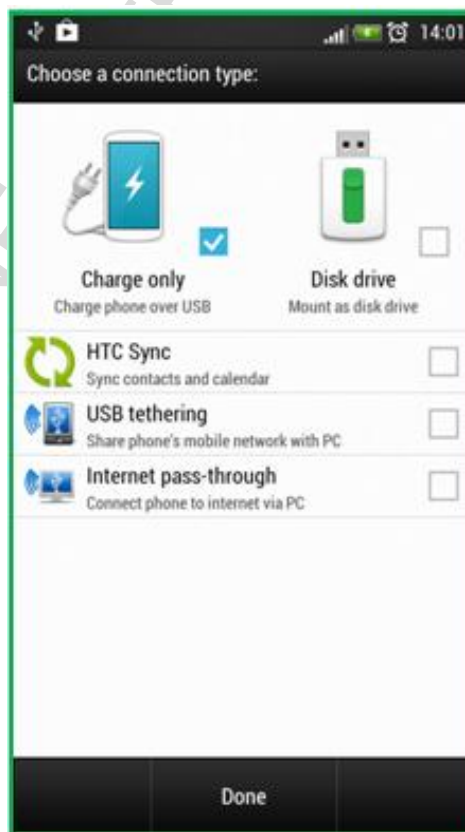 14:01
Choose a connection type:
Charge only
Charge phone over USB
Disk drive
Mount as disk drive
HTC Sync
Sync contacts and calendar
USB tethering
Share phone's mobile network with PC
Internet pass-through
Connect phone to internet via PC
Done